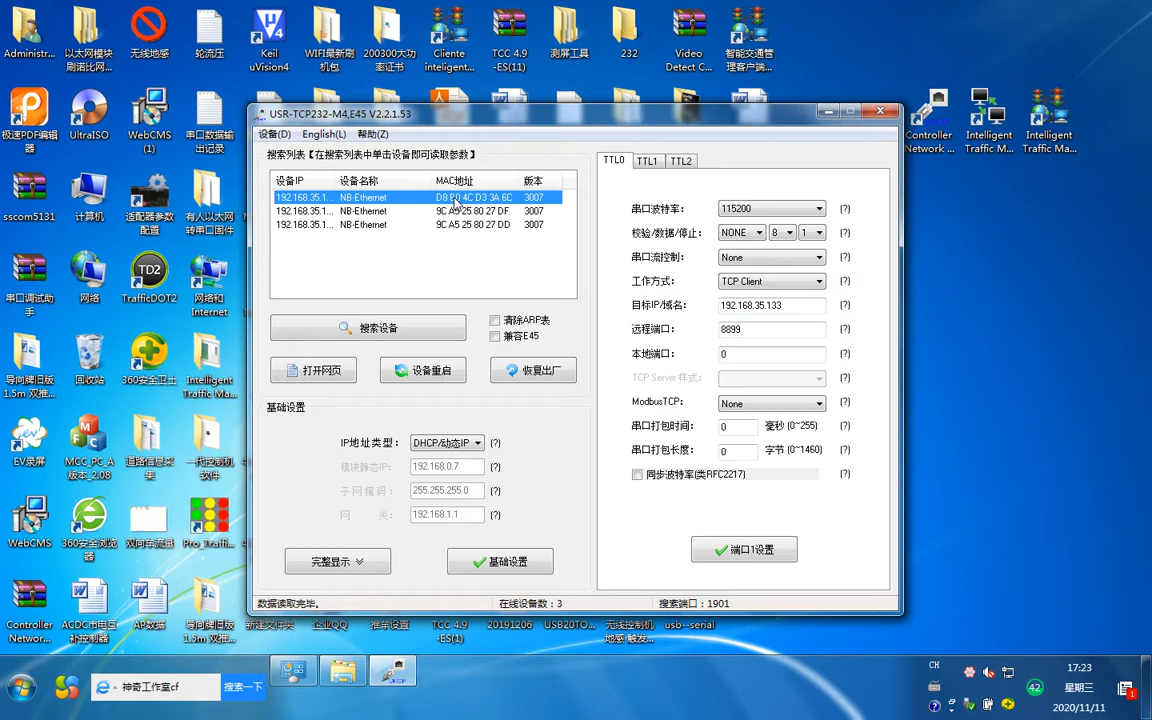 Administr...
以太网模块刷诺比网...
无线地感
轮流压
Keil uVision4
WIFI最新刷机包
200300大功率证书
Cliente inteligent...
TCC 4.9 -ES(11)
测屏工具
232
Video Detect C...
智能交通管理客户端...
极速PDF编辑器
UltraISO
WebCMS (1)
串口数据输出记录
Controller Network ...
Intelligent Traffic M...
Intelligent Traffic Ma...
sscom5131
计算机
适配器参数配置
有人以太网转串口固件
串口调试助手
网络
TrafficDOT2
网络和 Internet
导向牌旧版 1.5m 双推...
回收站
360安全卫士
Intelligent Traffic Ma...
EV录屏
MCC_PC_A 版本_2.08
道路信息采集
一代控制机软件
WebCMS
360安全浏览器
双向车流量
Pro_Traffi...
Controller Networ...
ACDC市电互补控制器
AP数据
导向牌旧版 1.5m 双推...
新建文件夹
企业QQ
推车设置
TCC 4.9 -ES(1)
20191206
USB20TO...
无线控制机地感 触发...
usb--serial
USR-TCP232-M4,E45 V2.2.1.53
设备(D) English(L) 帮助(Z)
搜索列表【在搜索列表中单击设备即可读取参数】
设备IP 设备名称 MAC地址 版本
192.168.35.1... NB-Ethernet D8 B0 4C D3 3A 6C 3007
192.168.35.1... NB-Ethernet 9C A5 25 80 27 DF 3007
192.168.35.1... NB-Ethernet 9C A5 25 80 27 DD 3007
搜索设备
清除ARP表
兼容E45
打开网页 设备重启 恢复出厂
基础设置
IP地址类型: DHCP/动态IP (?)
模块静态IP: 192.168.0.7 (?)
子网掩码: 255.255.255.0 (?)
网 关: 192.168.1.1 (?)
完整显示 基础设置
TTL0 TTL1 TTL2
串口波特率: 115200 (?)
校验/数据/停止: NONE 8 1 (?)
串口流控制: None (?)
工作方式: TCP Client (?)
目标IP/域名: 192.168.35.133 (?)
远程端口: 8899 (?)
本地端口: 0 (?)
TCP Server样式: (?)
ModbusTCP: None (?)
串口打包时间: 0 毫秒 (0~255) (?)
串口打包长度: 0 字节 (0~1460) (?)
同步波特率(类RFC2217) (?)
端口1设置
数据读取完毕。 在线设备数：3 搜索端口：1901
神奇工作室cf 搜索一下
CH
42
17:23
星期三
2020/11/11
1